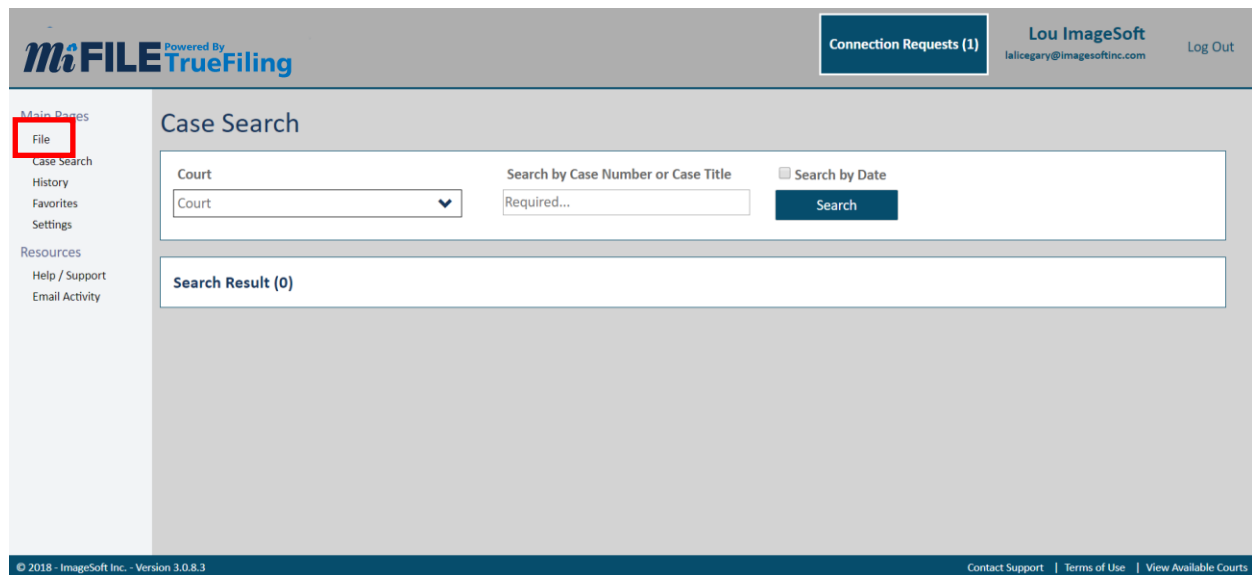 MiFILE Powered By TrueFiling
Connection Requests (1)
Lou ImageSoft
lalicegary@imagesoftinc.com
Log Out
Main Pages
File
Case Search
History
Favorites
Settings
Resources
Help / Support
Email Activity
Case Search
Court
Search by Case Number or Case Title
Search by Date
Court
Required...
Search
Search Result (0)
© 2018 - ImageSoft Inc. - Version 3.0.8.3
Contact Support | Terms of Use | View Available Courts